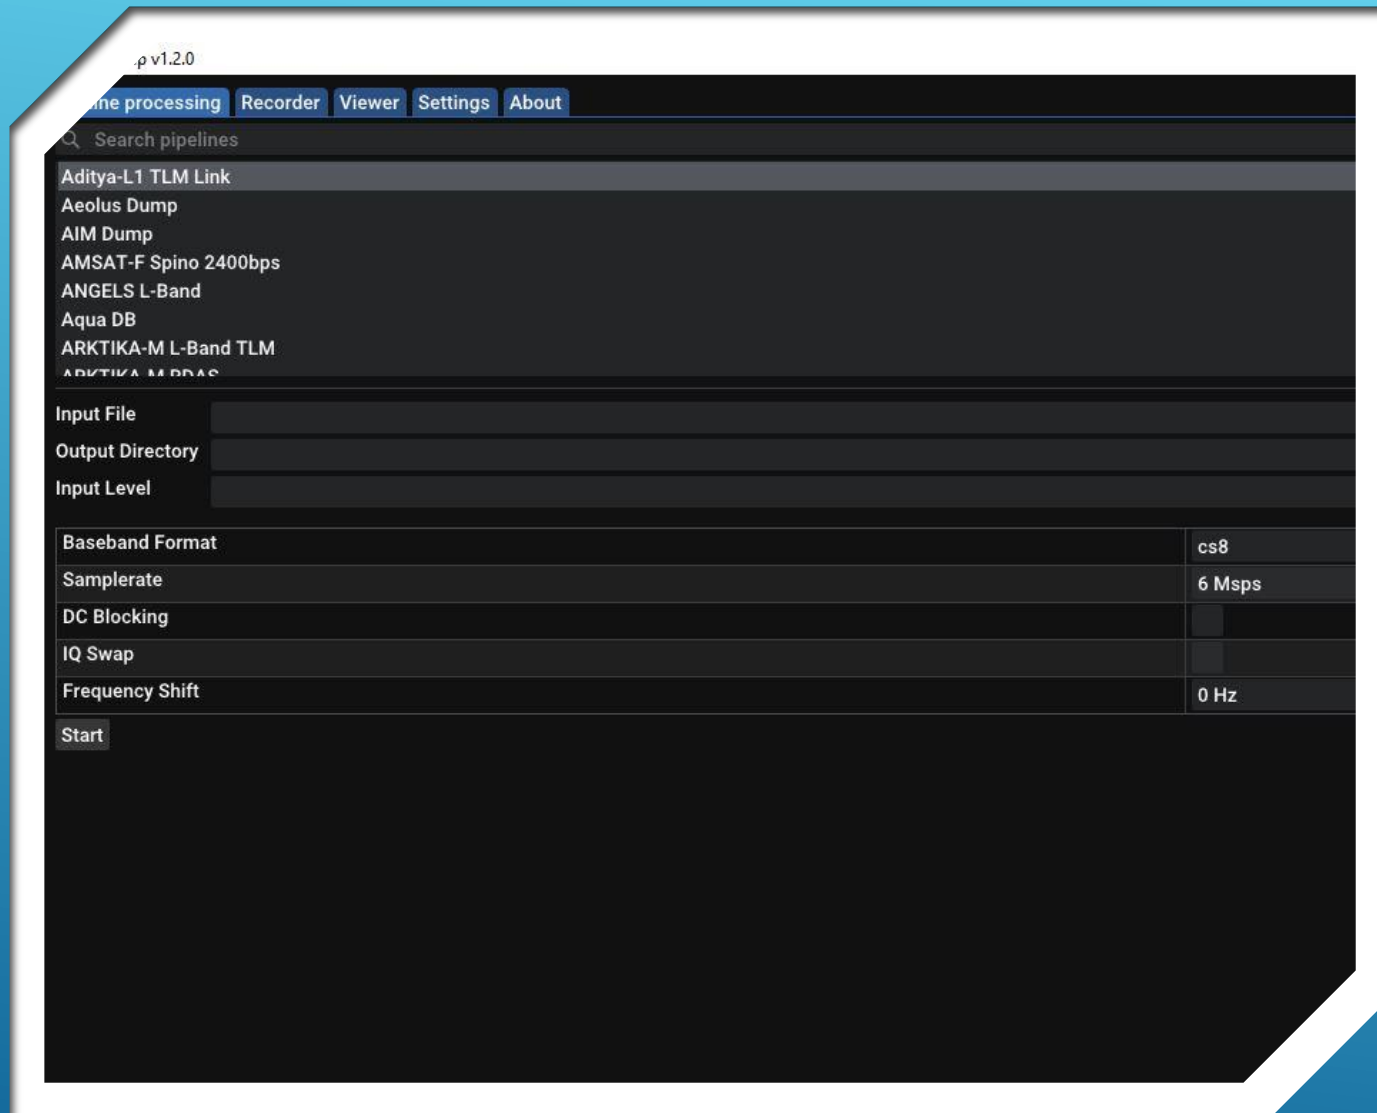 v1.2.0
processing Recorder Viewer Settings About
Search pipelines
Aditya-L1 TLM Link
Aeolus Dump
AIM Dump
AMSAT-F Spino 2400bps
ANGELS L-Band
Aqua DB
ARKTIKA-M L-Band TLM
ARKTIKA-M RDAS
Input File
Output Directory
Input Level
Baseband Format cs8
Samplerate 6 Msps
DC Blocking
IQ Swap
Frequency Shift 0 Hz
Start